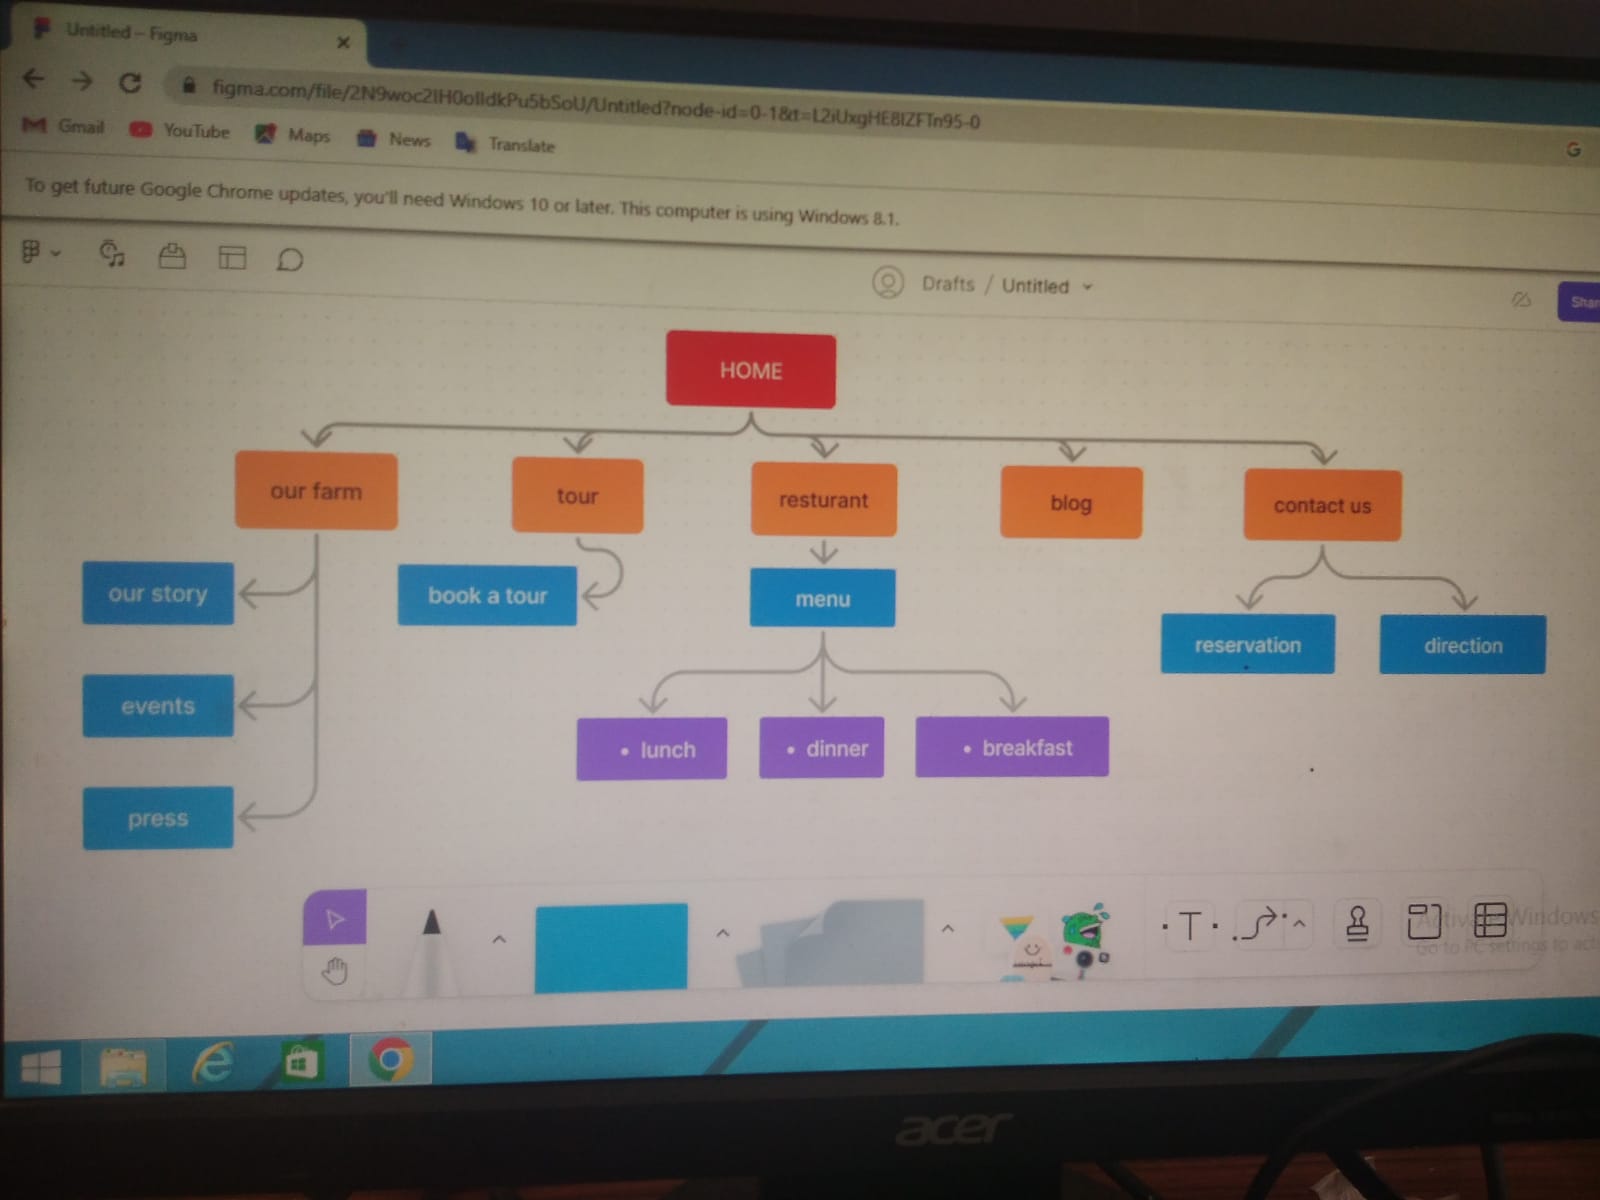 Untitled – Figma
figma.com/file/2N9woc2IH0oIldkPu5bSoU/Untitled?node-id=0-1&t=L2iUxgHE8IZFTn95-0
Gmail YouTube Maps News Translate
To get future Google Chrome updates, you'll need Windows 10 or later. This computer is using Windows 8.1.
Drafts / Untitled
Shar
HOME
our farm
tour
resturant
blog
contact us
our story
book a tour
menu
reservation
direction
events
• lunch
• dinner
• breakfast
press
T
Activate Windows
Go to PC settings to act
acer